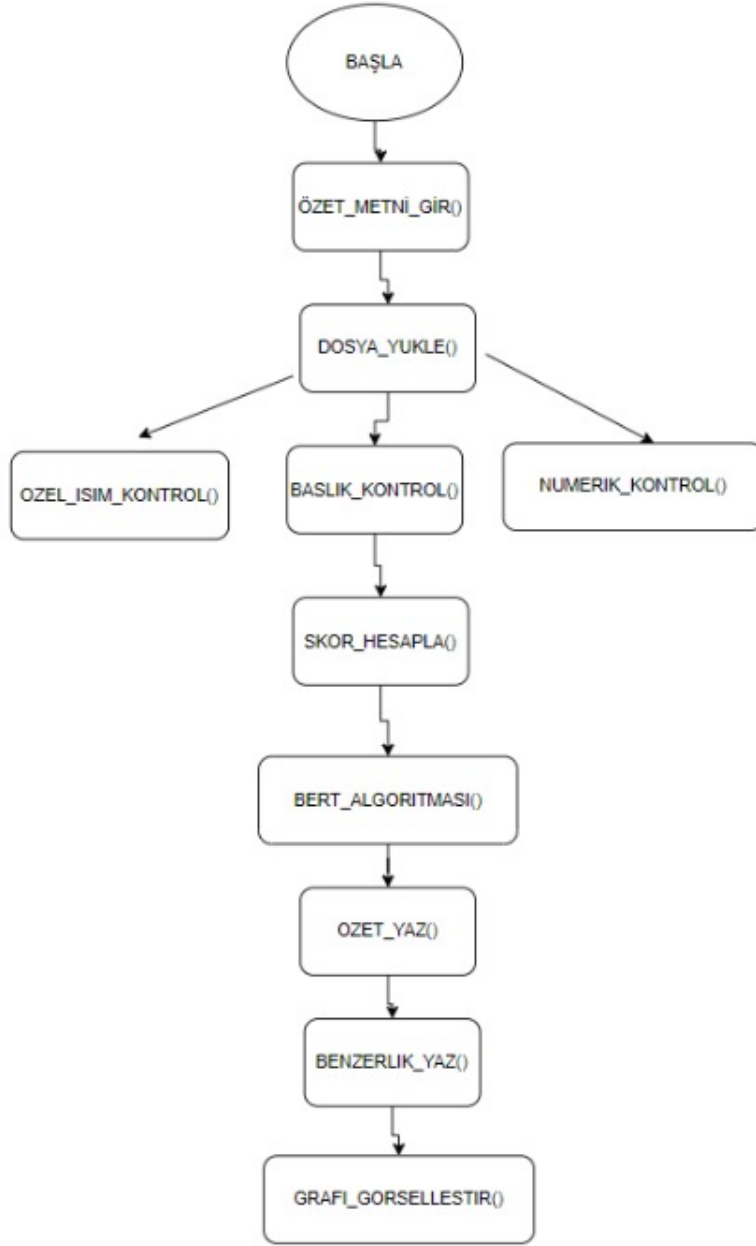 BAŞLA
ÖZET_METNİ_GİR()
DOSYA_YUKLE()
OZEL_ISIM_KONTROL()
BASLIK_KONTROL()
NUMERIK_KONTROL()
SKOR_HESAPLA()
BERT_ALGORITMASI()
OZET_YAZ()
BENZERLIK_YAZ()
GRAFI_GORSELLESTIR()